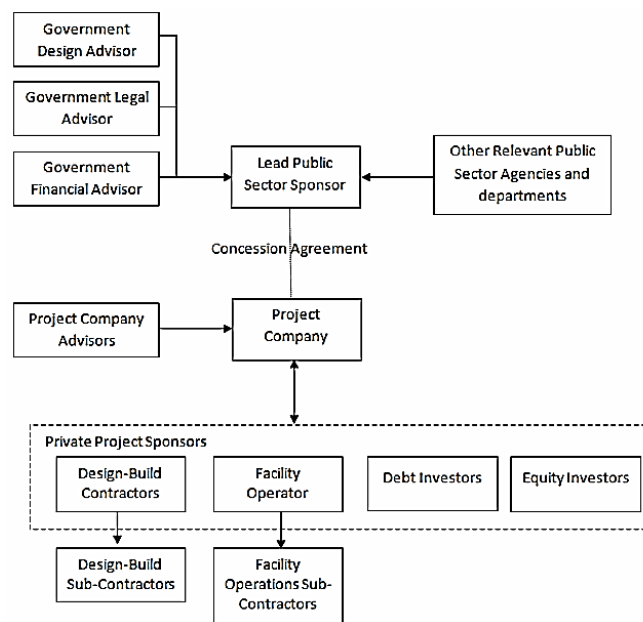 Government
Design Advisor
Government Legal
Advisor
Government
Financial Advisor
Lead Public
Sector Sponsor
Other Relevant Public
Sector Agencies and
departments
Concession Agreement
Project Company
Advisors
Project
Company
Private Project Sponsors
Design-Build
Contractors
Facility
Operator
Debt Investors
Equity Investors
Design-Build
Sub-Contractors
Facility
Operations Sub-
Contractors